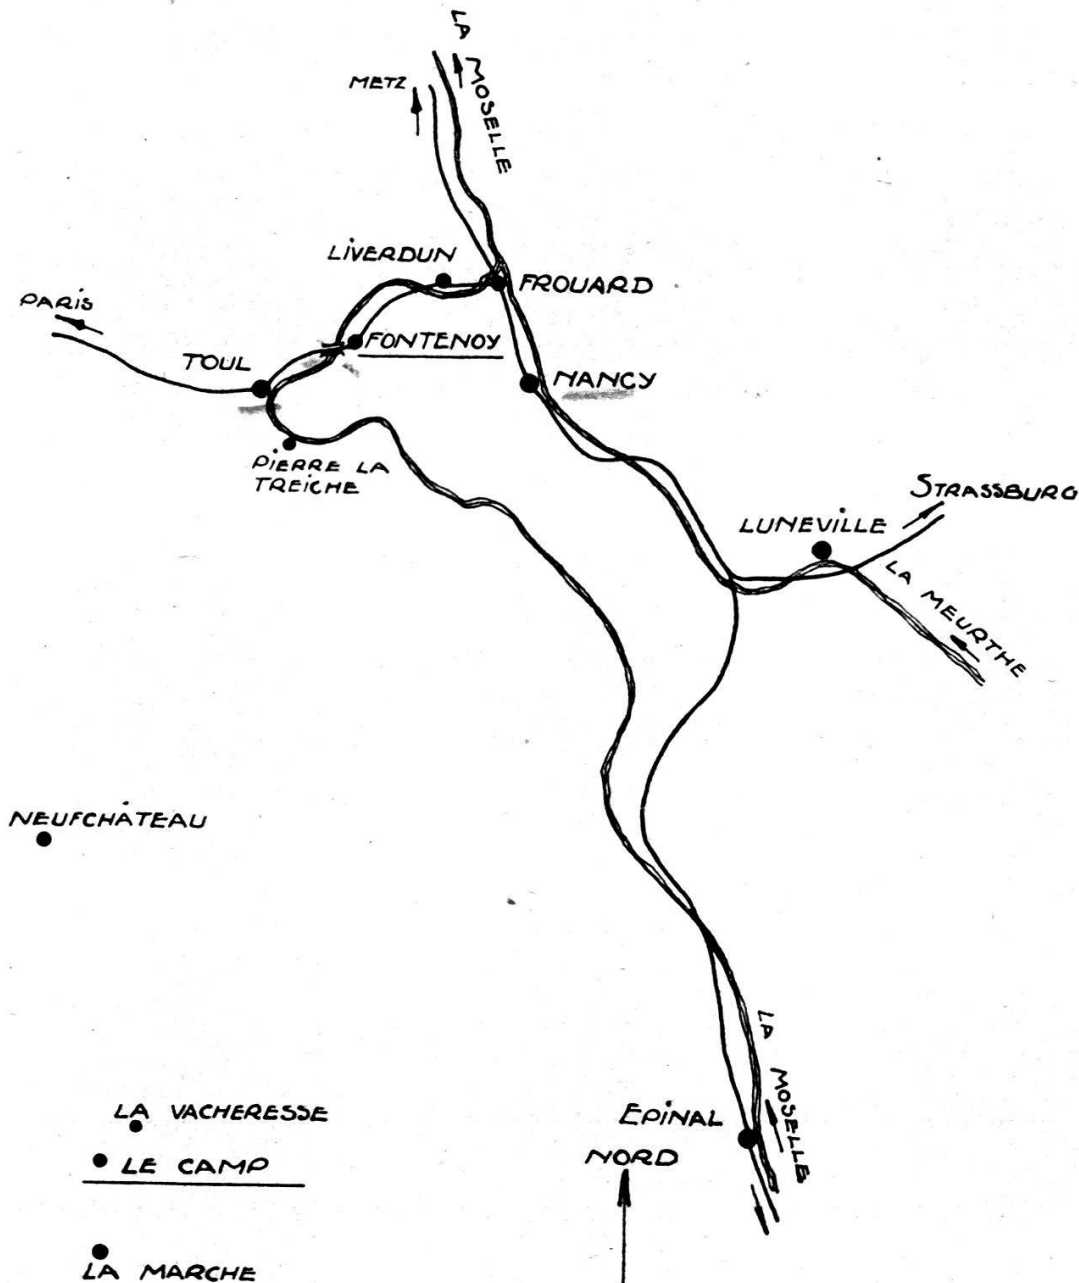 LA MOSELLE
METZ
LIVERDUN
FROUARD
PARIS
FONTENOY
TOUL
NANCY
PIERRE LA
TREICHE
STRASSBURG
LUNEVILLE
LA MEURTHE
NEUFCHÂTEAU
LA MOSELLE
LA VACHERESSE
EPINAL
LE CAMP
NORD
LA MARCHE